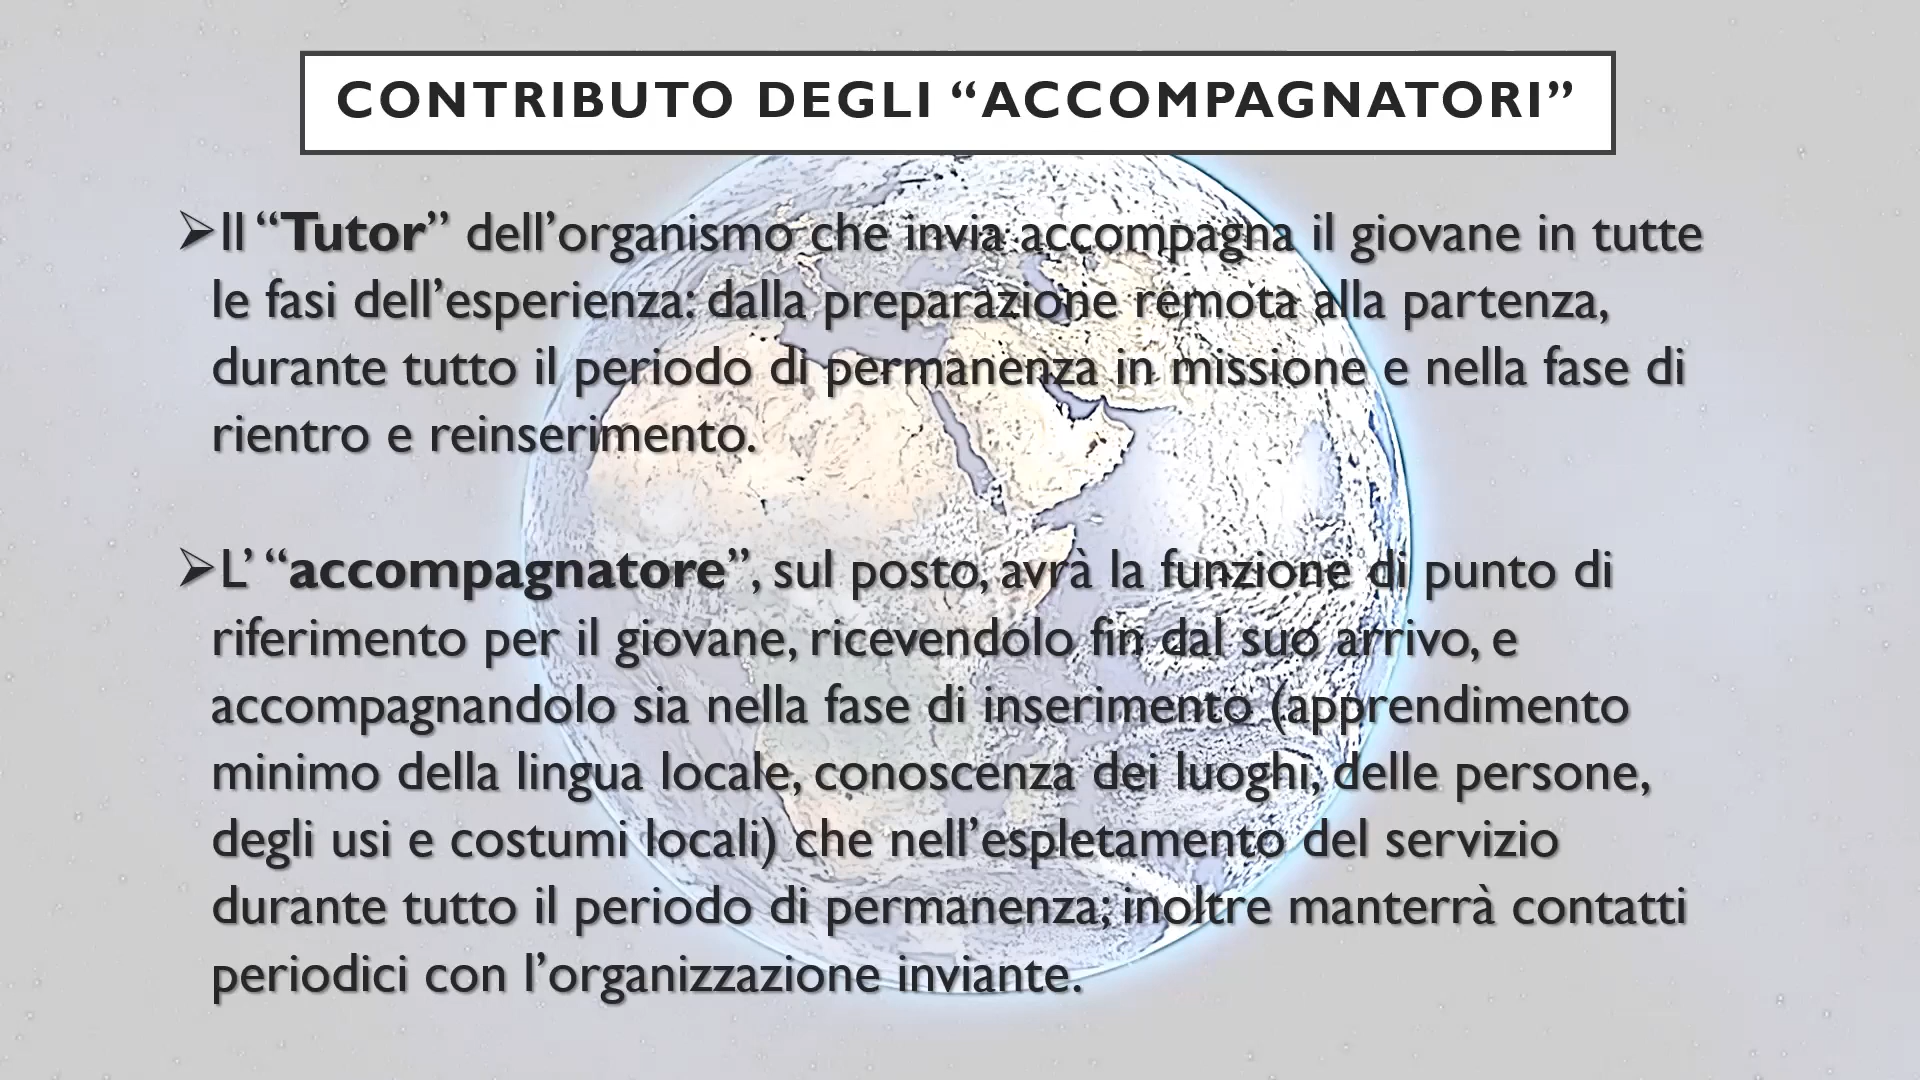 CONTRIBUTO DEGLI “ACCOMPAGNATORI”
➢Il “Tutor” dell’organismo che invia accompagna il giovane in tutte
le fasi dell’esperienza: dalla preparazione remota alla partenza,
durante tutto il periodo di permanenza in missione e nella fase di
rientro e reinserimento.
➢L’ “accompagnatore”, sul posto, avrà la funzione di punto di
riferimento per il giovane, ricevendolo fin dal suo arrivo, e
accompagnandolo sia nella fase di inserimento (apprendimento
minimo della lingua locale, conoscenza dei luoghi, delle persone,
degli usi e costumi locali) che nell’espletamento del servizio
durante tutto il periodo di permanenza; inoltre manterrà contatti
periodici con l’organizzazione inviante.